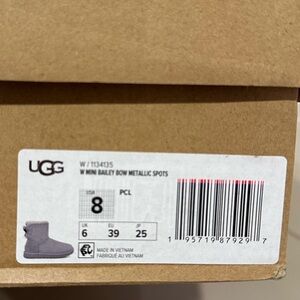 UGG
W / 1134135
W MINI BAILEY BOW METALLIC SPOTS
USA
8
PCL
UK
6
EU
39
JP
25
MADE IN VIETNAM
FABRIQUÉ AU VIETNAM
1 95719 87929 7